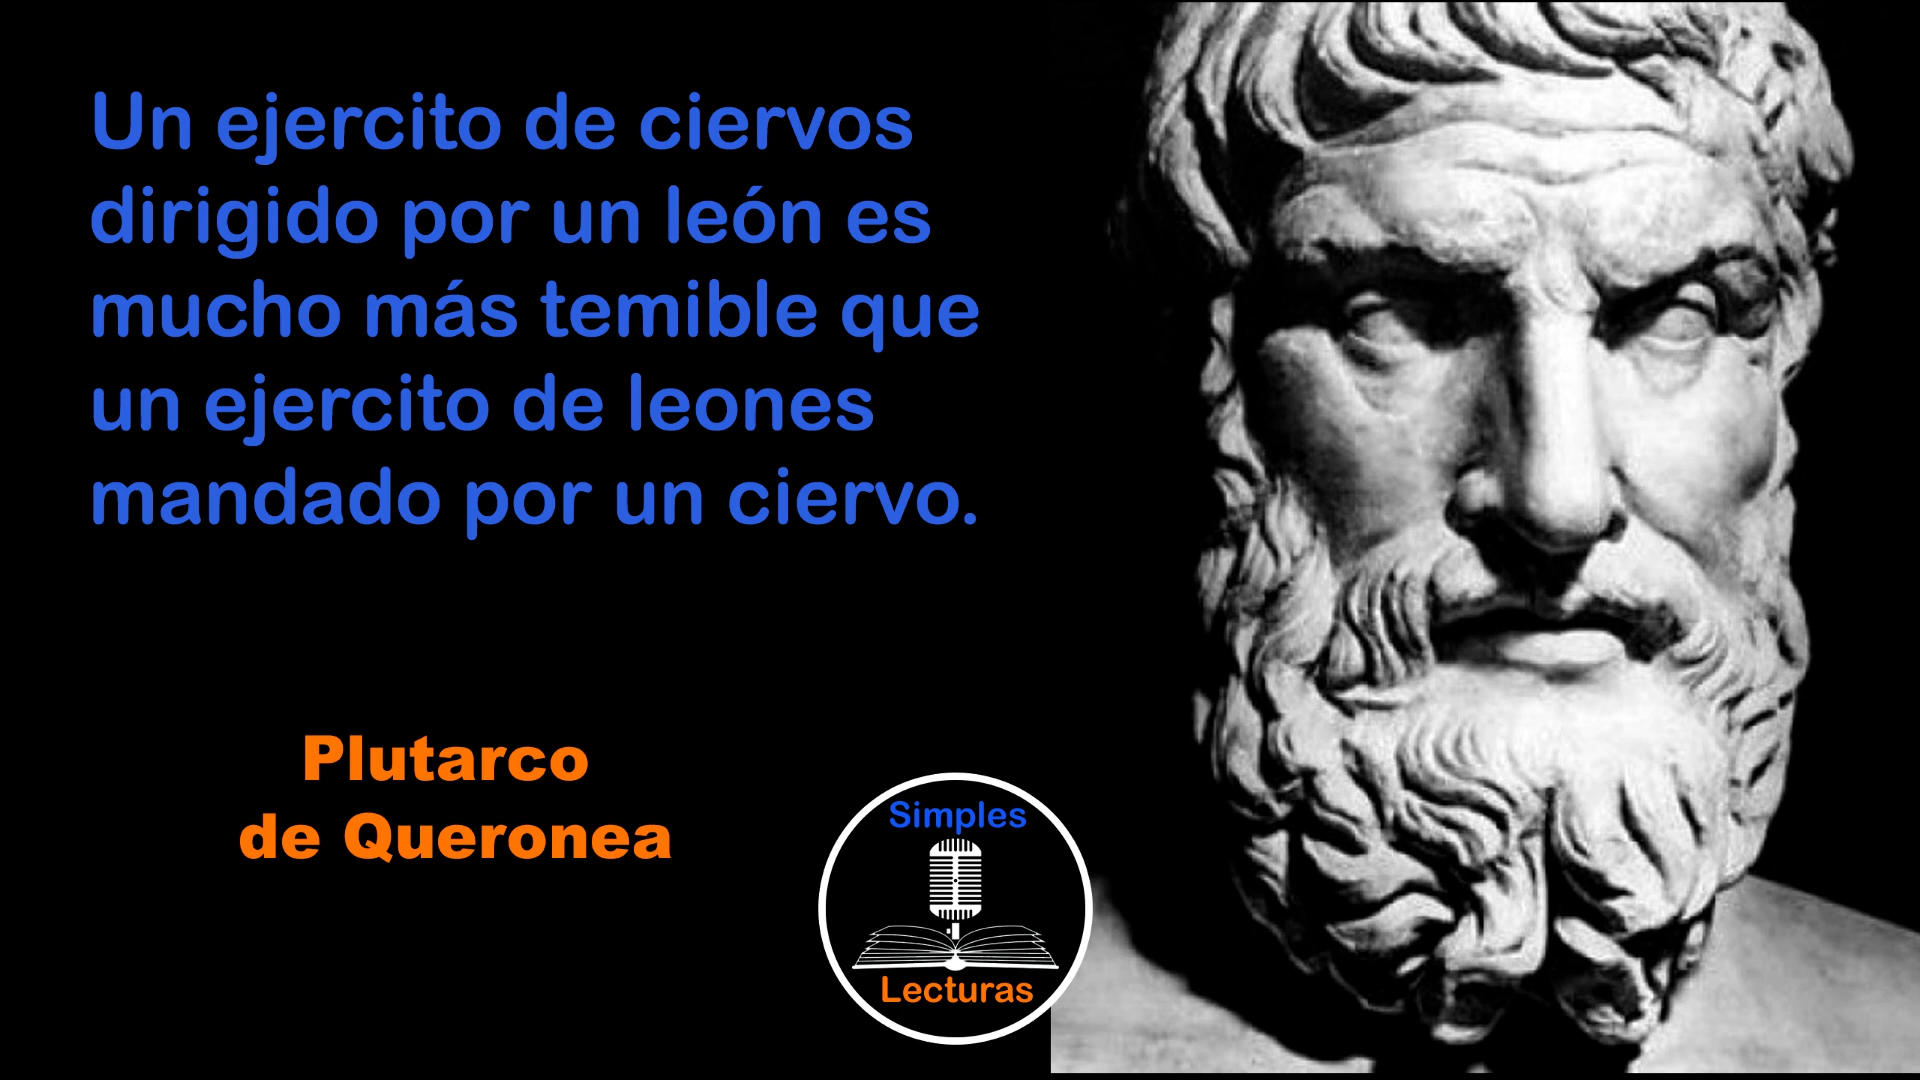 Un ejercito de ciervos
dirigido por un león es
mucho más temible que
un ejercito de leones
mandado por un ciervo.
Plutarco
de Queronea
Simples
Lecturas